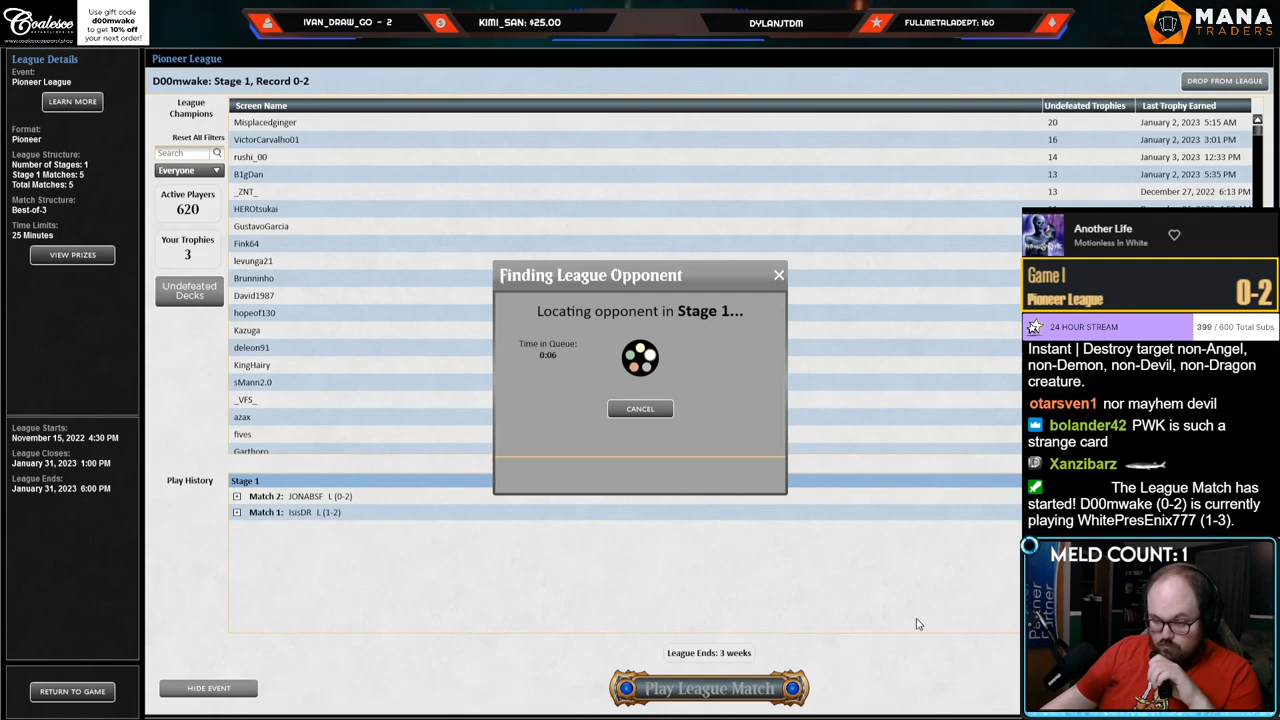 Coalesce
APPAREL+DESIGN
www.coalesceapparel.shop
Use gift code
d00mwake
to get 10% off
your next order!
IVAN_DRAW_GO - 2
KIMI_SAN: $25.00
DYLANJTDM
FULLMETALADEPT: 160
MANA
TRADERS
League Details
Event:
Pioneer League
LEARN MORE
Format:
Pioneer
League Structure:
Number of Stages: 1
Stage 1 Matches: 5
Total Matches: 5
Match Structure:
Best-of-3
Time Limits:
25 Minutes
VIEW PRIZES
League Starts:
November 15, 2022 4:30 PM
League Closes:
January 31, 2023 1:00 PM
League Ends:
January 31, 2023 6:00 PM
RETURN TO GAME
Pioneer League
D00mwake: Stage 1, Record 0-2
DROP FROM LEAGUE
League
Champions
Reset All Filters
Search
Everyone
Active Players
620
Your Trophies
3
Undefeated
Decks
Screen Name Undefeated Trophies Last Trophy Earned
Misplacedginger 20 January 2, 2023 5:15 AM
VictorCarvalho01 16 January 2, 2023 3:01 PM
rushi_00 14 January 3, 2023 12:33 PM
B1gDan 13 January 2, 2023 5:35 PM
_ZNT_ 13 December 27, 2022 6:13 PM
HEROtsukai
GustavoGarcia
Fink64
levunga21
Brunninho
David1987
hopeof130
Kazuga
deleon91
KingHairy
sMann2.0
_VFS_
azax
fives
Garthoro
Finding League Opponent
Locating opponent in Stage 1...
Time in Queue:
0:06
CANCEL
Play History
Stage 1
Match 2: JONABSF L (0-2)
Match 1: IsisDR L (1-2)
League Ends: 3 weeks
HIDE EVENT
Play League Match
Another Life
Motionless In White
Game 1
Pioneer League
0-2
24 HOUR STREAM
399 / 600 Total Subs
Instant | Destroy target non-Angel,
non-Demon, non-Devil, non-Dragon
creature.
otarsven1 nor mayhem devil
bolander42 PWK is such a
strange card
Xanzibarz
The League Match has
started! D00mwake (0-2) is currently
playing WhitePresEnix777 (1-3).
MELD COUNT: 1
Pioneer
Partner